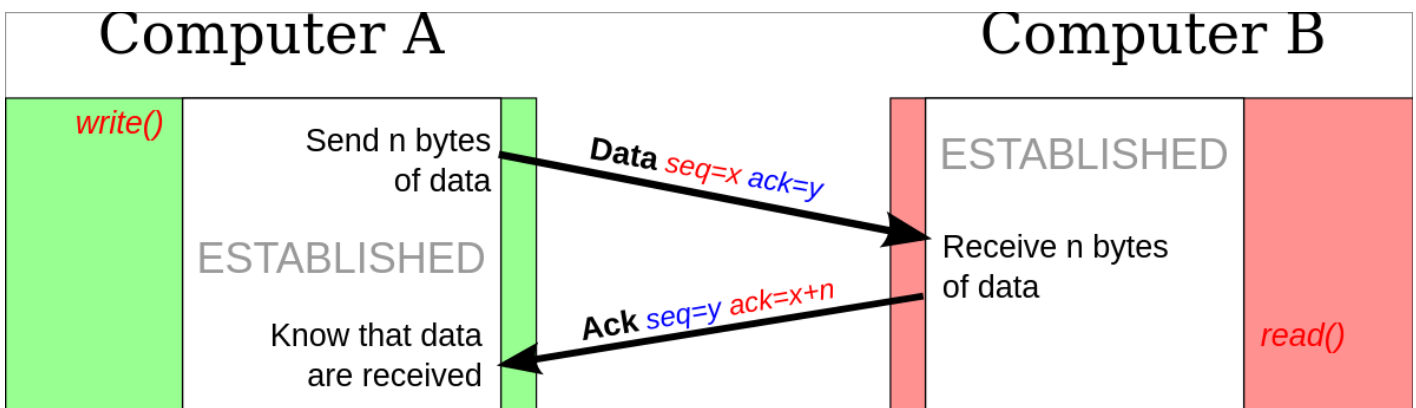 Computer A
Computer B
write()
Send n bytes
of data
ESTABLISHED
Know that data
are received
Data seq=x ack=y
Ack seq=y ack=x+n
ESTABLISHED
Receive n bytes
of data
read()